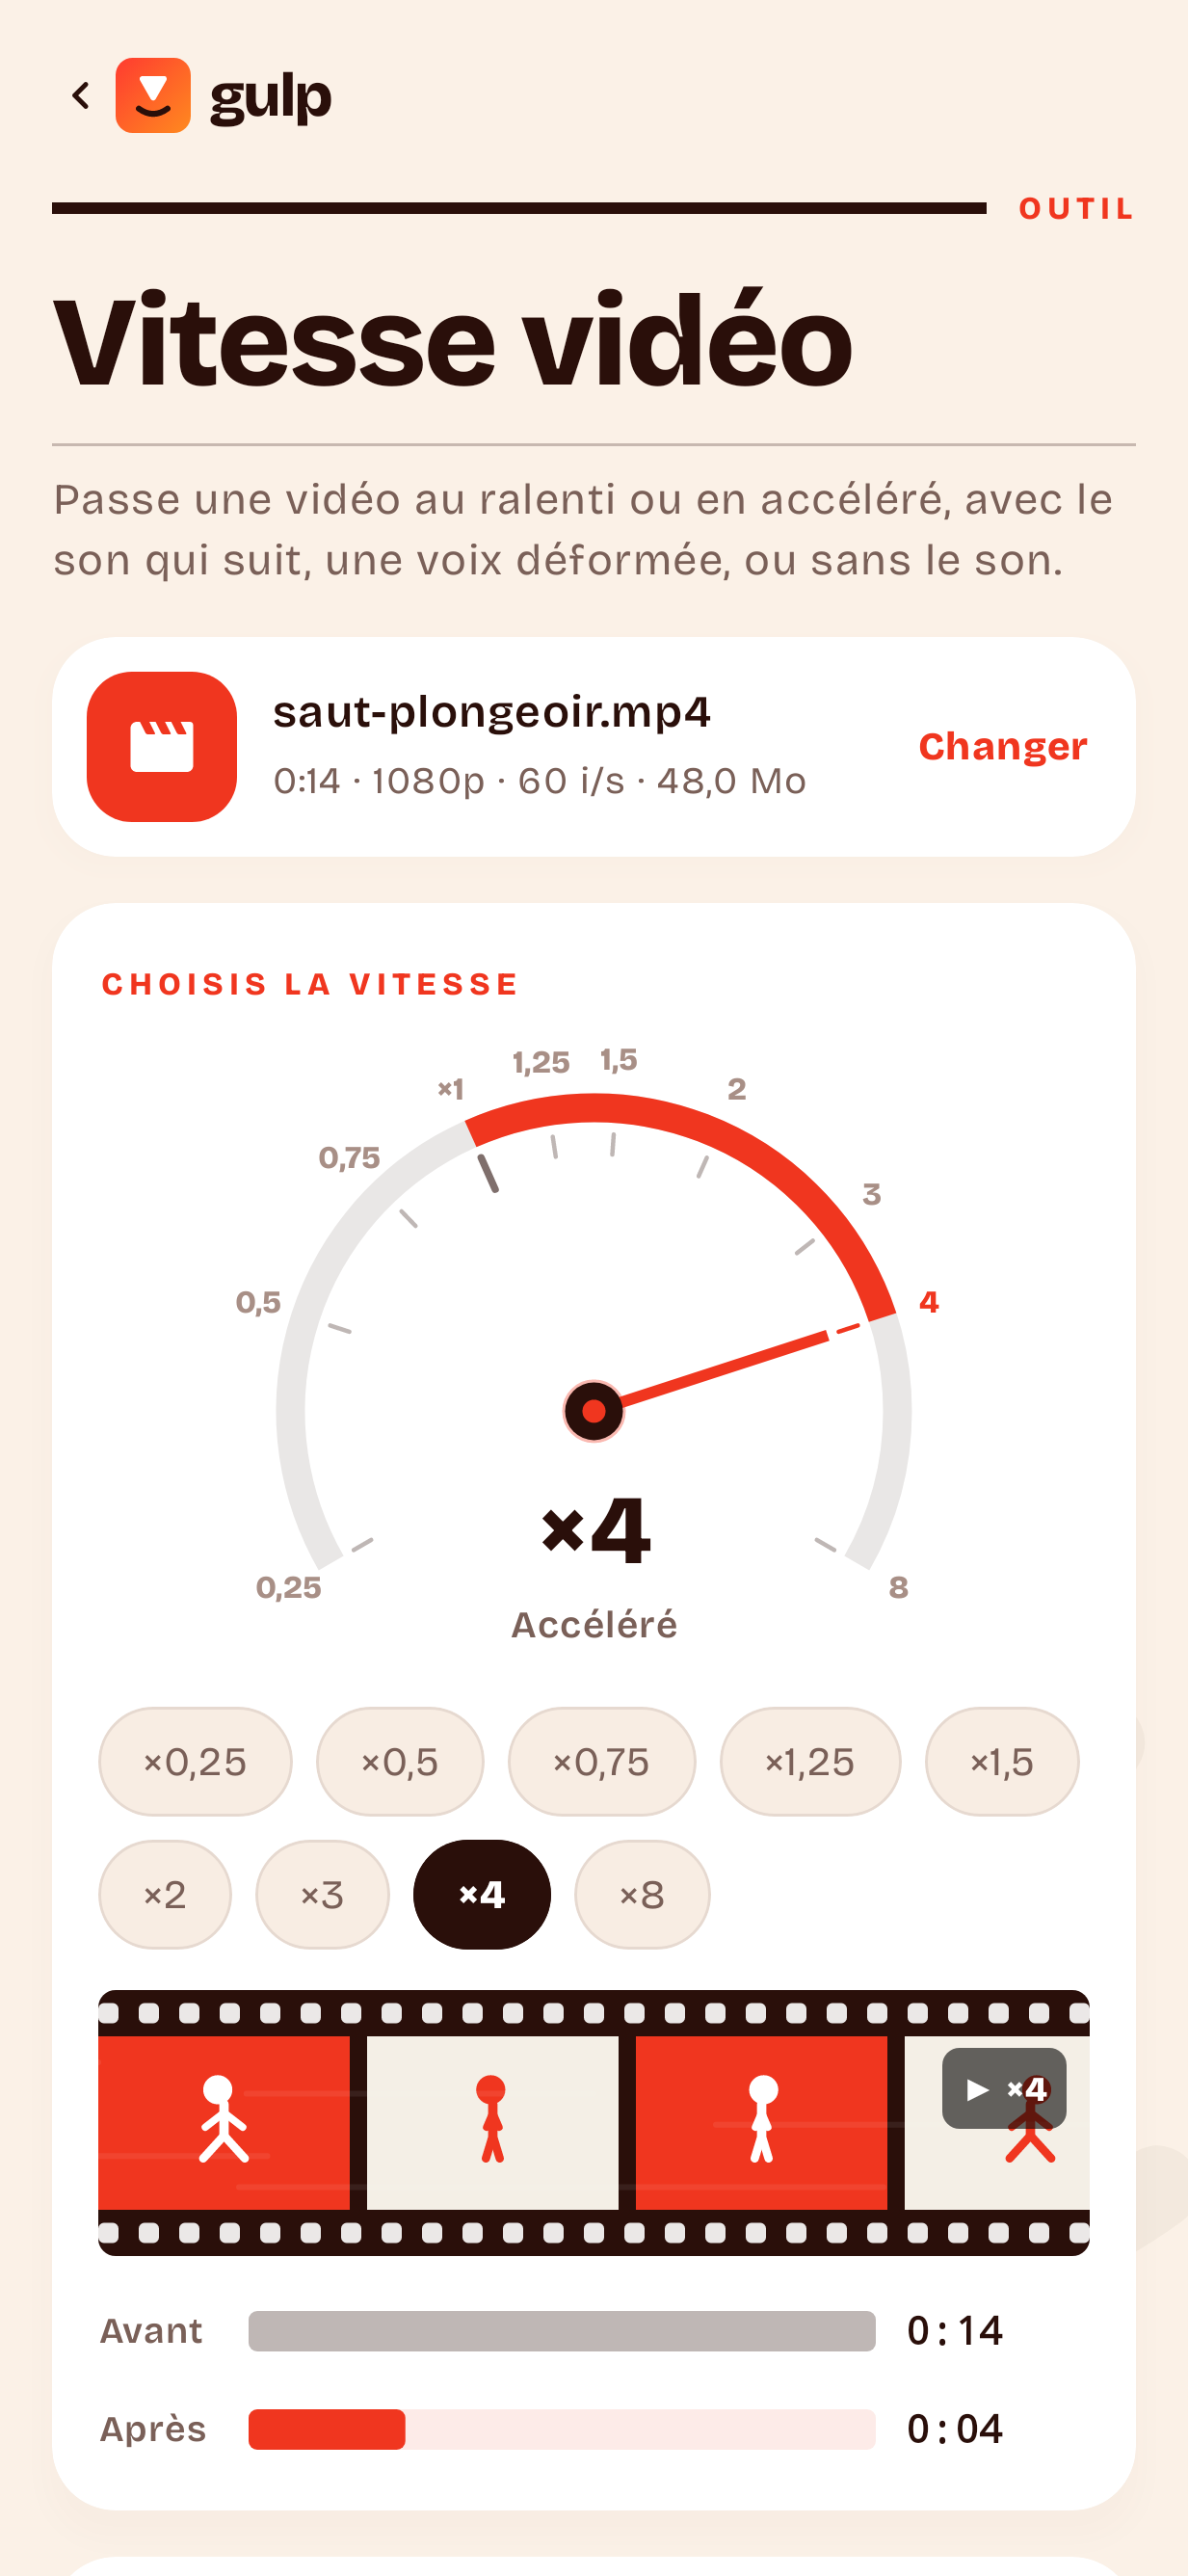 gulp
OUTIL
Vitesse vidéo
Passe une vidéo au ralenti ou en accéléré, avec le
son qui suit, une voix déformée, ou sans le son.
saut-plongeoir.mp4
0:14 · 1080p · 60 i/s · 48,0 Mo
Changer
CHOISIS LA VITESSE
0,25
0,5
0,75
×1
1,25
1,5
2
3
4
8
×4
Accéléré
×0,25
×0,5
×0,75
×1,25
×1,5
×2
×3
×4
×8
×4
Avant
0:14
Après
0:04